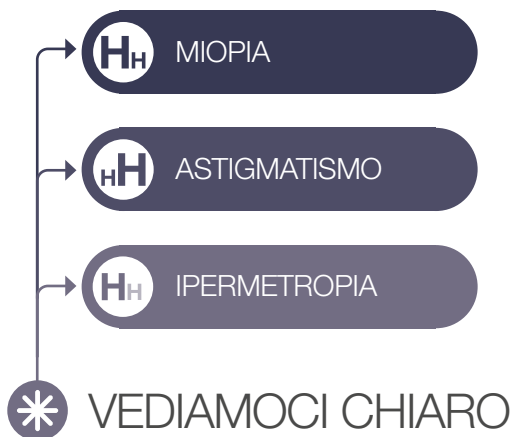 HH MIOPIA
HH ASTIGMATISMO
HH IPERMETROPIA
VEDIAMOCI CHIARO